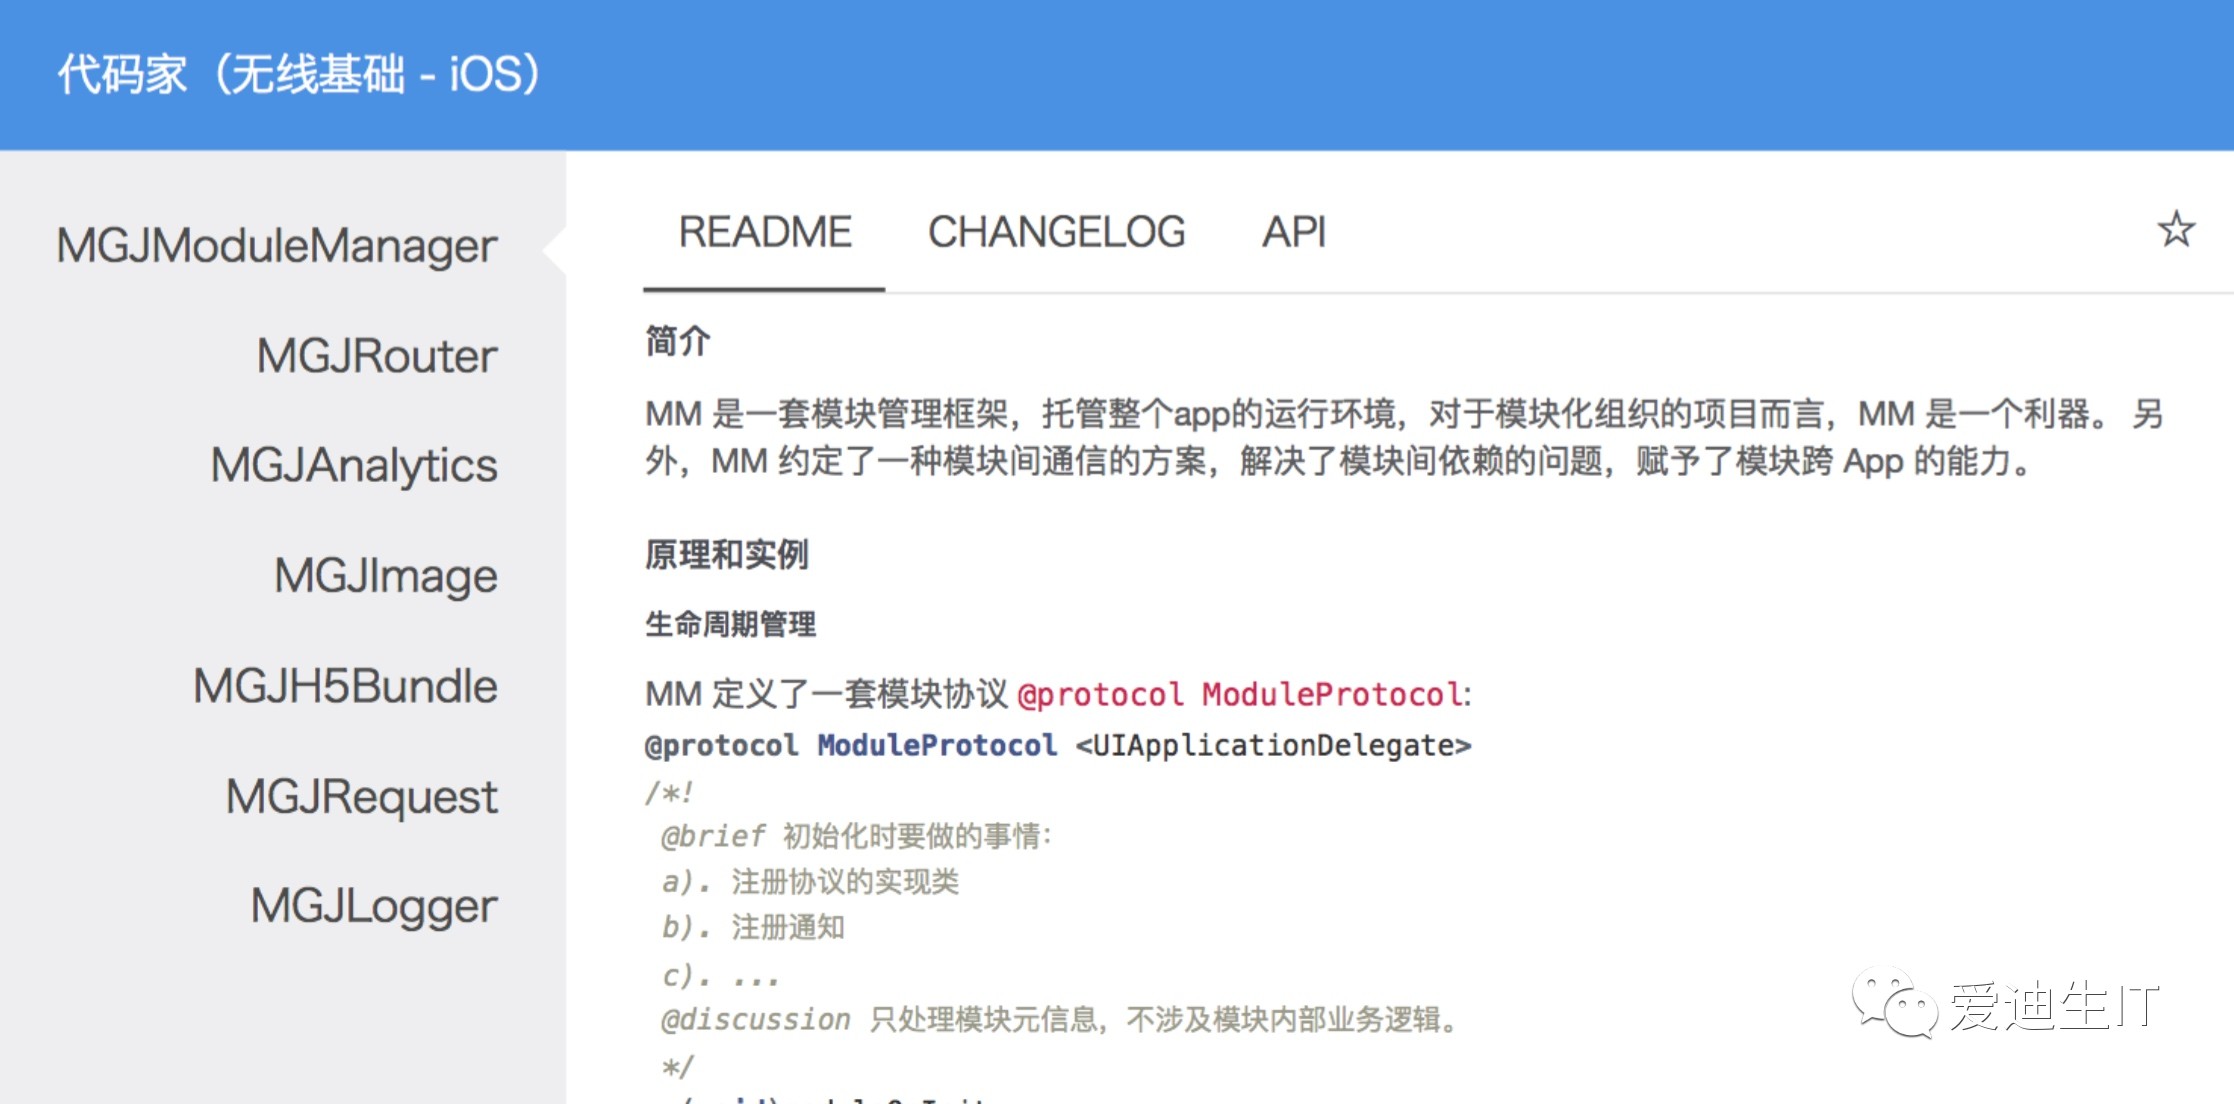 代码家（无线基础 - iOS）
MGJModuleManager
MGJRouter
MGJAnalytics
MGJImage
MGJH5Bundle
MGJRequest
MGJLogger
README CHANGELOG API
简介
MM 是一套模块管理框架，托管整个app的运行环境，对于模块化组织的项目而言，MM 是一个利器。 另
外，MM 约定了一种模块间通信的方案，解决了模块间依赖的问题，赋予了模块跨 App 的能力。
原理和实例
生命周期管理
MM 定义了一套模块协议 @protocol ModuleProtocol:
@protocol ModuleProtocol <UIApplicationDelegate>
/*!
@brief 初始化时要做的事情：
a). 注册协议的实现类
b). 注册通知
c). ...
@discussion 只处理模块元信息，不涉及模块内部业务逻辑。
*/
爱迪生IT